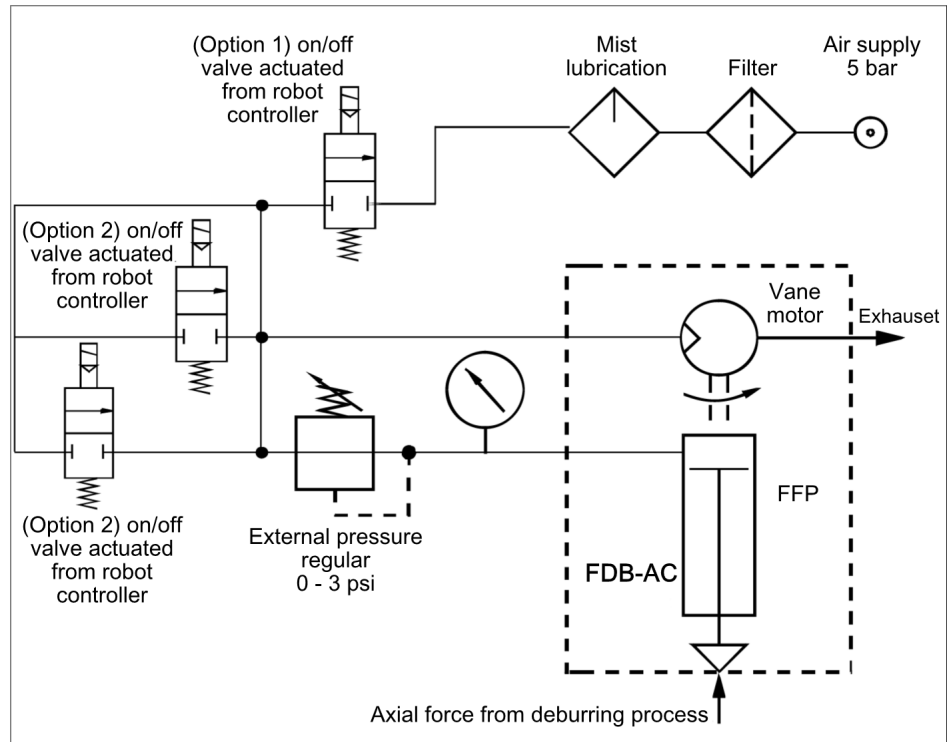 (Option 1) on/off
valve actuated
from robot
controller
Mist
lubrication
Filter
Air supply
5 bar
(Option 2) on/off
valve actuated
from robot
controller
Vane
motor
Exhauset
(Option 2) on/off
valve actuated
from robot
controller
External pressure
regular
0 - 3 psi
FFP
FDB-AC
Axial force from deburring process